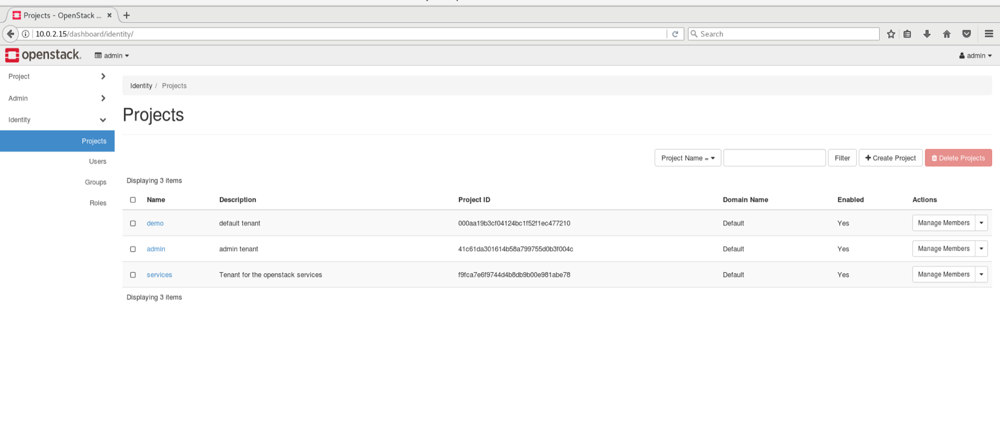 Projects - OpenStack ...
10.0.2.15/dashboard/identity/
Search
openstack.
admin
admin
Project
Admin
Identity
Projects
Users
Groups
Roles
Identity / Projects
Projects
Project Name =
Filter
Create Project
Delete Projects
Displaying 3 items
Name Description Project ID Domain Name Enabled Actions
demo default tenant 000aa19b3cf04124bc1f52f1ec477210 Default Yes Manage Members
admin admin tenant 41c61da301614b58a799755d0b3f004c Default Yes Manage Members
services Tenant for the openstack services f9fca7e6f9744d4b8db9b00e981abe78 Default Yes Manage Members
Displaying 3 items